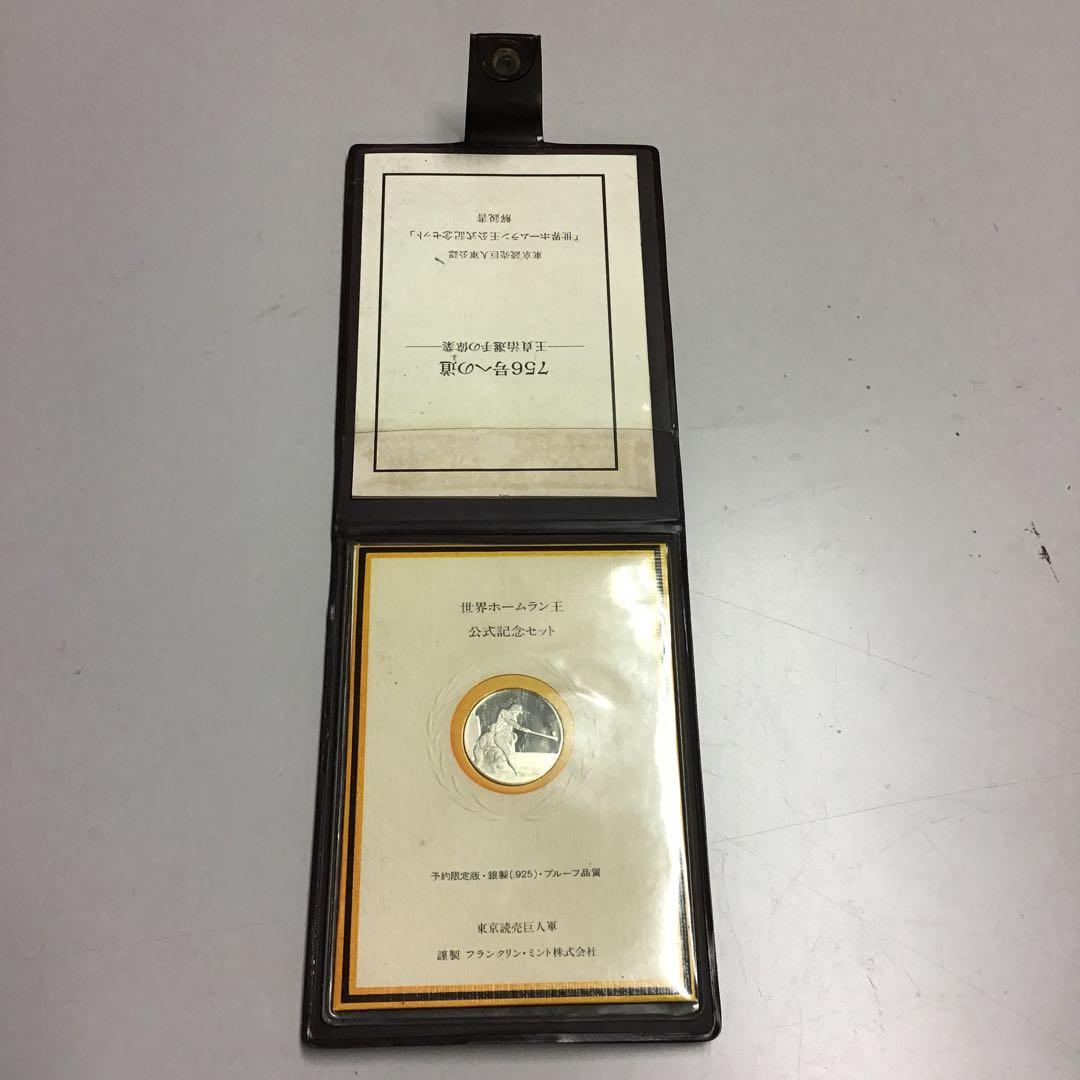 756号への道
——王貞治選手の偉業——
東京読売巨人軍公認
「世界ホームラン王公式記念セット」
解説書
世界ホームラン王
公式記念セット
予約限定版・銀製(.925)・プルーフ品質
東京読売巨人軍
謹製 フランクリン・ミント株式会社